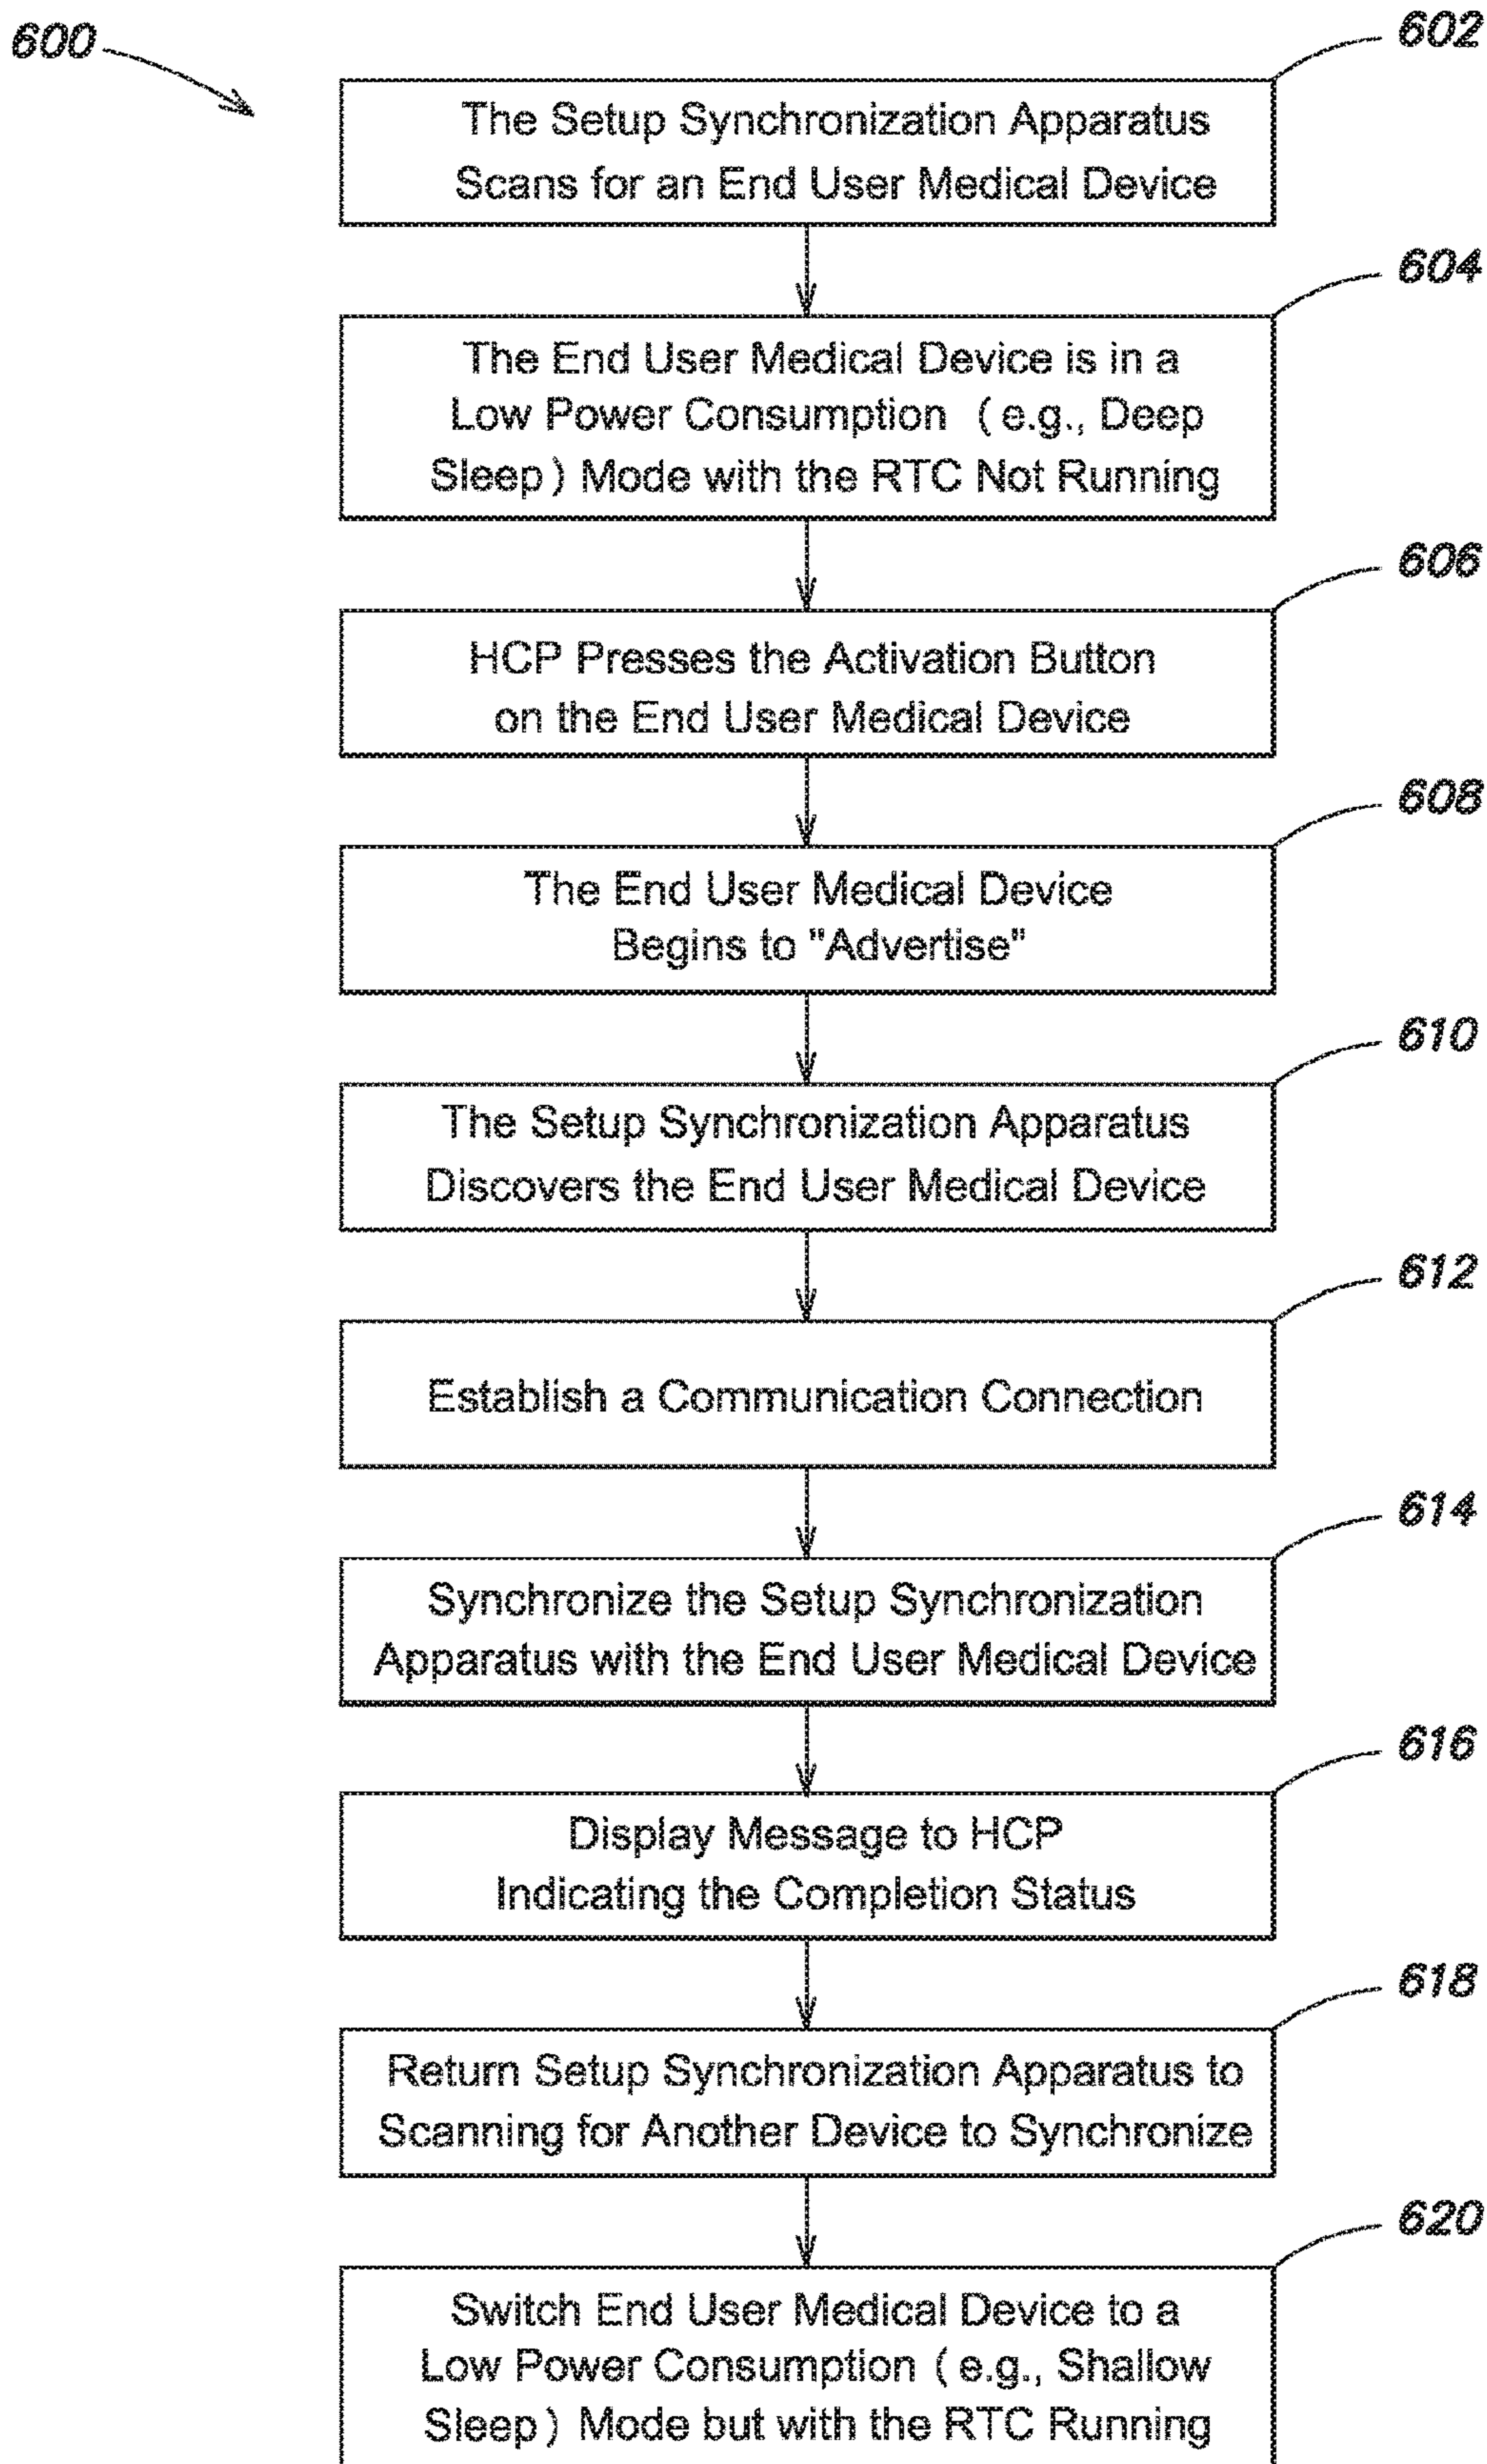 600
602
The Setup Synchronization Apparatus
Scans for an End User Medical Device
604
The End User Medical Device is in a
Low Power Consumption ( e.g., Deep
Sleep ) Mode with the RTC Not Running
606
HCP Presses the Activation Button
on the End User Medical Device
608
The End User Medical Device
Begins to "Advertise"
610
The Setup Synchronization Apparatus
Discovers the End User Medical Device
612
Establish a Communication Connection
614
Synchronize the Setup Synchronization
Apparatus with the End User Medical Device
616
Display Message to HCP
Indicating the Completion Status
618
Return Setup Synchronization Apparatus to
Scanning for Another Device to Synchronize
620
Switch End User Medical Device to a
Low Power Consumption ( e.g., Shallow
Sleep ) Mode but with the RTC Running